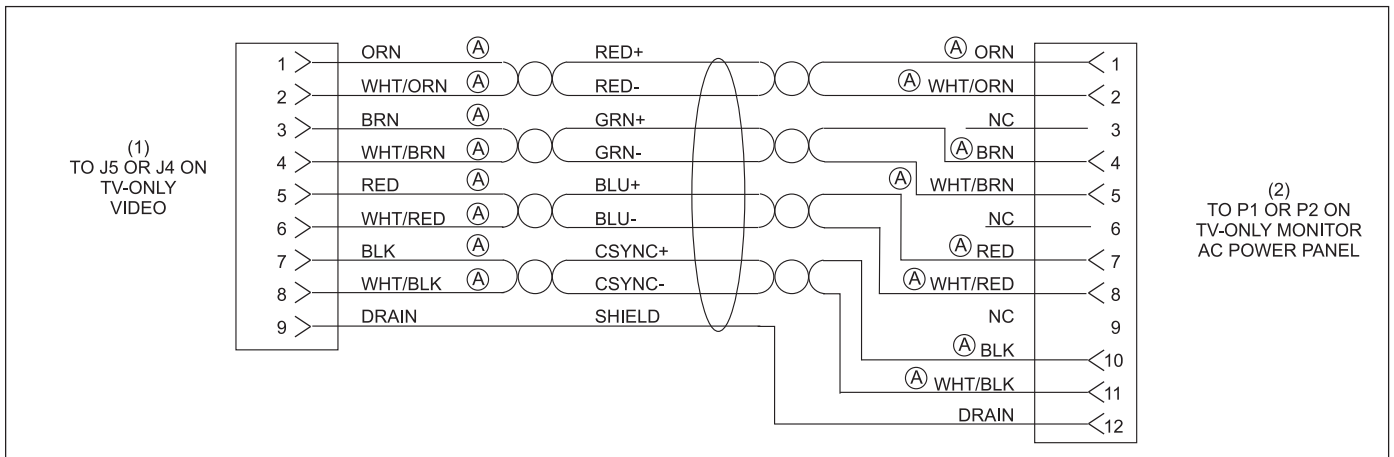 ORN A RED+ A ORN
1 1
WHT/ORN A RED- A WHT/ORN
2 2
BRN A GRN+ NC
3 3
WHT/BRN A GRN- A BRN
4 4
RED A BLU+ A WHT/BRN
5 5
WHT/RED A BLU- NC
6 6
BLK A CSYNC+ A RED
7 7
WHT/BLK A CSYNC- A WHT/RED
8 8
DRAIN SHIELD NC
9 9
A BLK
10
A WHT/BLK
11
DRAIN
12
(1)
TO J5 OR J4 ON
TV-ONLY
VIDEO
(2)
TO P1 OR P2 ON
TV-ONLY MONITOR
AC POWER PANEL